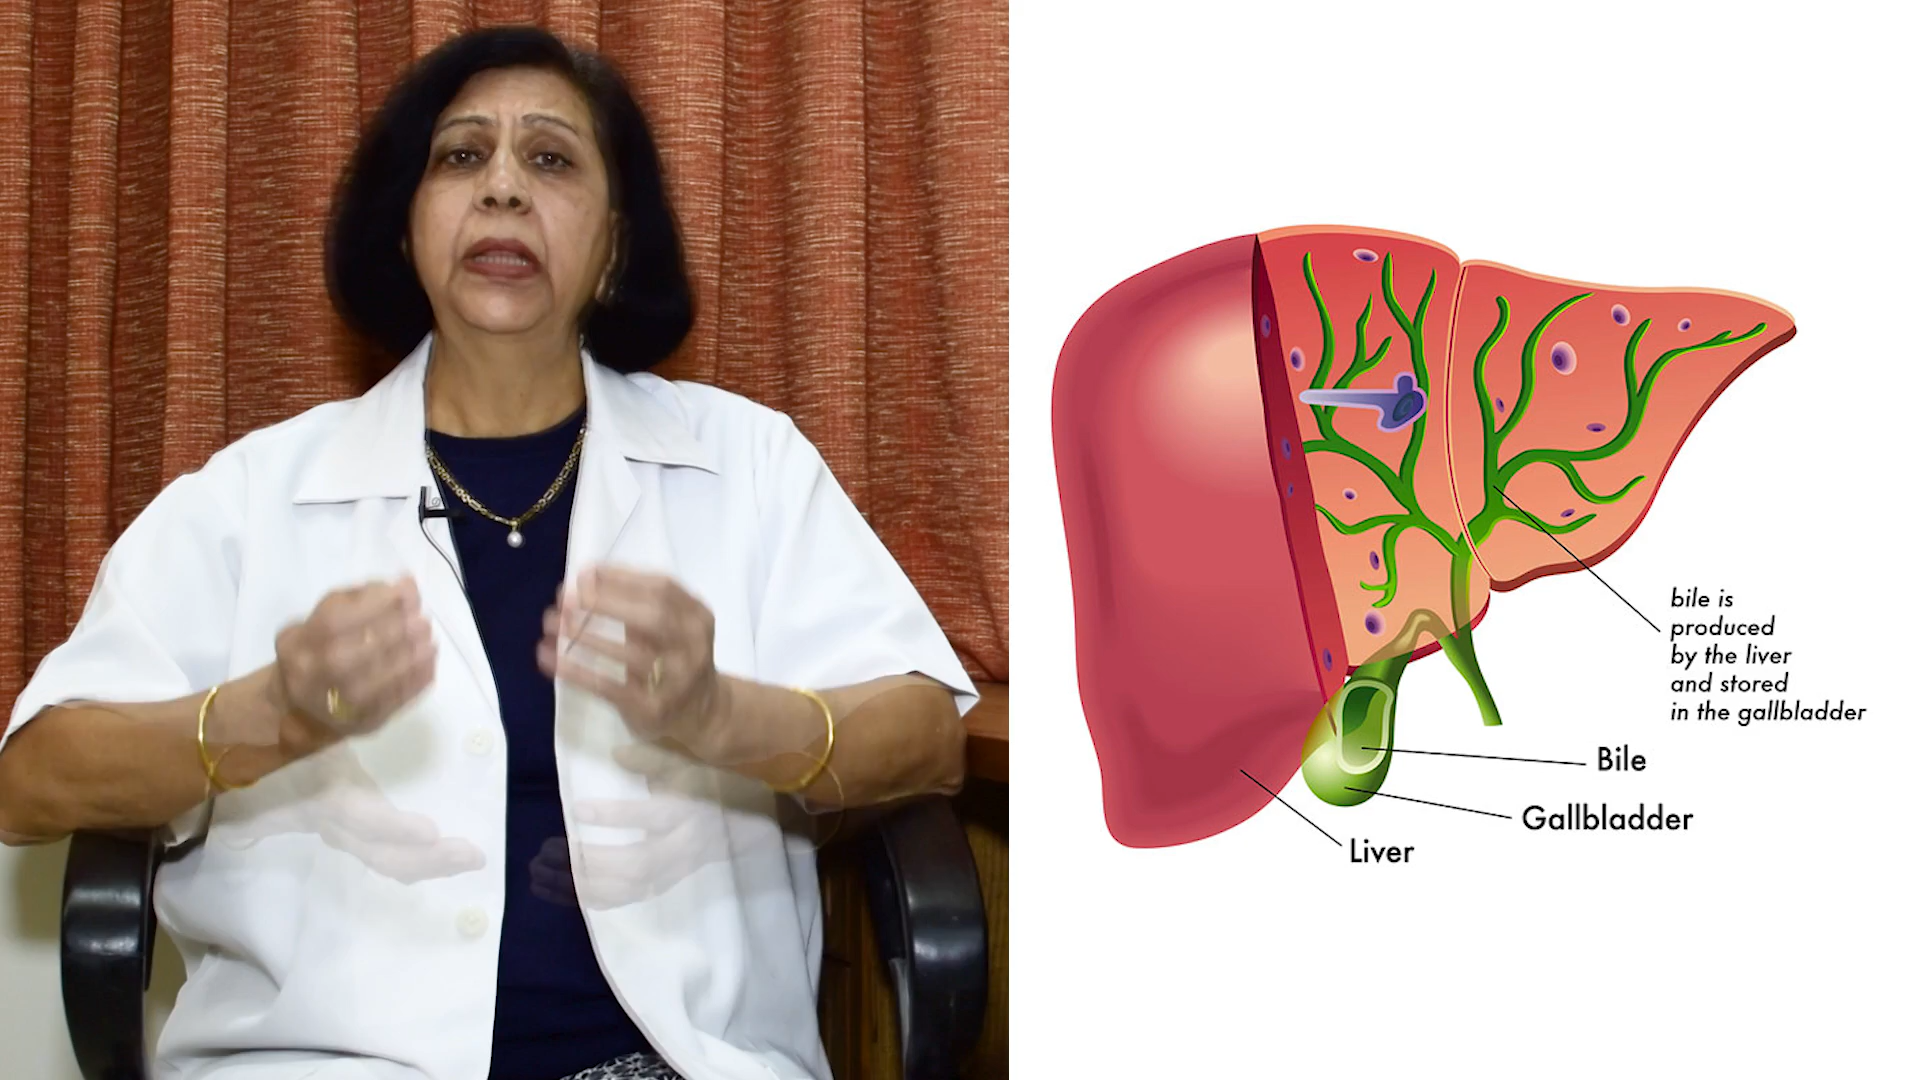 bile is
produced
by the liver
and stored
in the gallbladder
Bile
Gallbladder
Liver